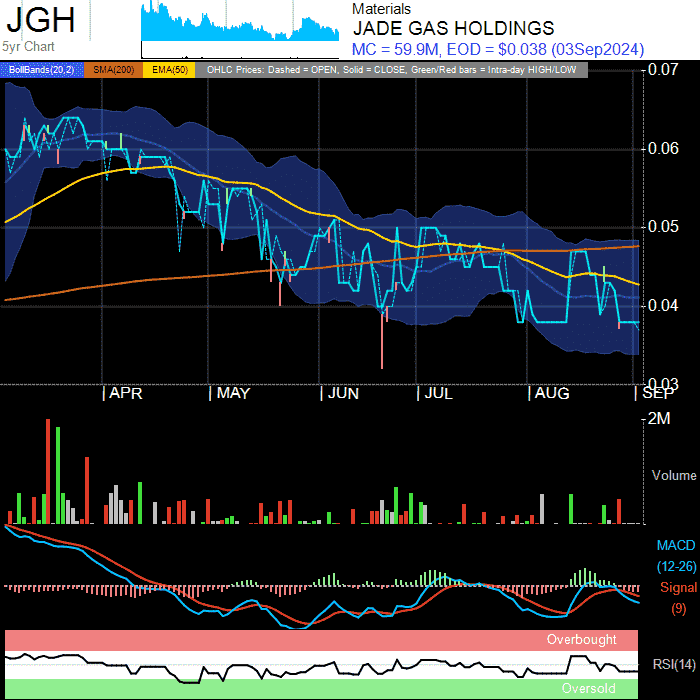 JGH
5yr Chart
Materials
JADE GAS HOLDINGS
MC = 59.9M, EOD = $0.038 (03Sep2024)
BollBands(20,2) SMA(200) EMA(50) OHLC Prices: Dashed = OPEN, Solid = CLOSE, Green/Red bars = Intra-day HIGH/LOW
0.07
0.06
0.05
0.04
0.03
APR MAY JUN JUL AUG SEP
2M
Volume
MACD
(12-26)
Signal
(9)
Overbought
RSI(14)
Oversold